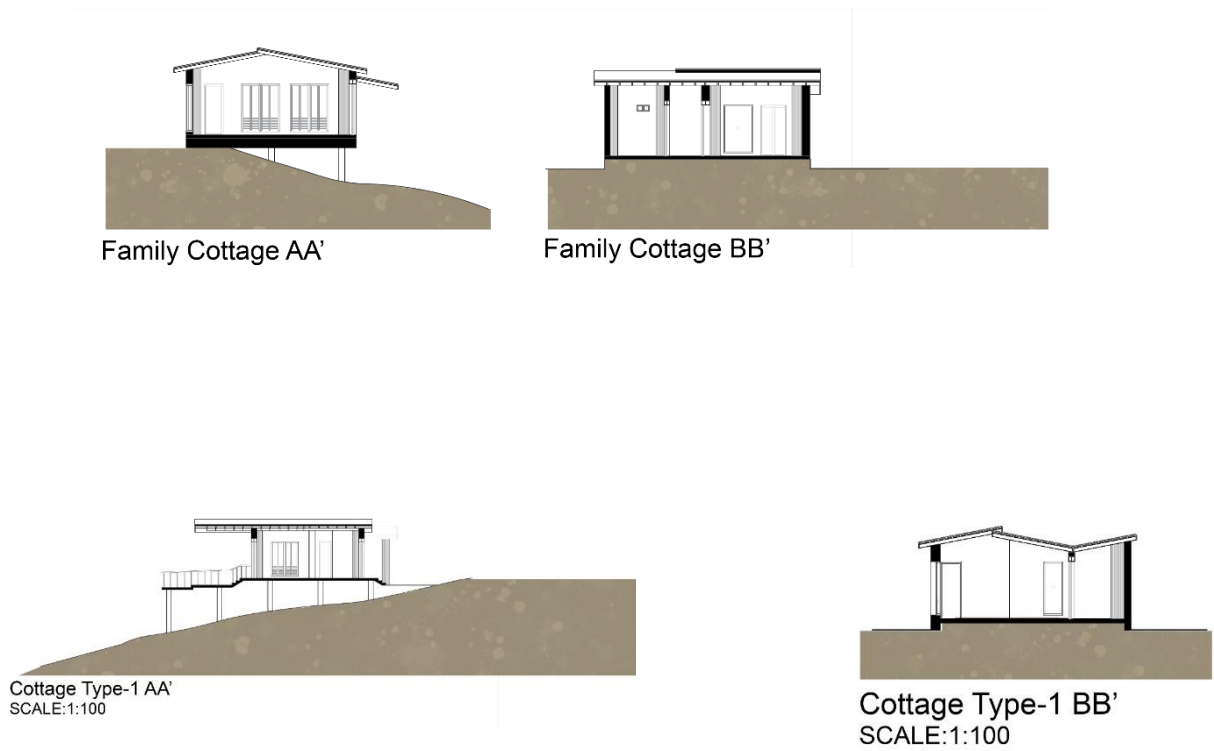 Family Cottage AA'
Family Cottage BB'
Cottage Type-1 AA'
SCALE:1:100
Cottage Type-1 BB'
SCALE:1:100